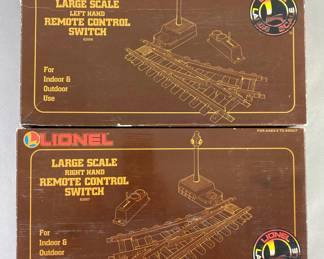 LARGE SCALE
LEFT HAND
REMOTE CONTROL
SWITCH
For
Indoor &
Outdoor
Use
LIONEL
LARGE SCALE
RIGHT HAND
REMOTE CONTROL
SWITCH
For
Indoor &
Outdoor
LIONEL